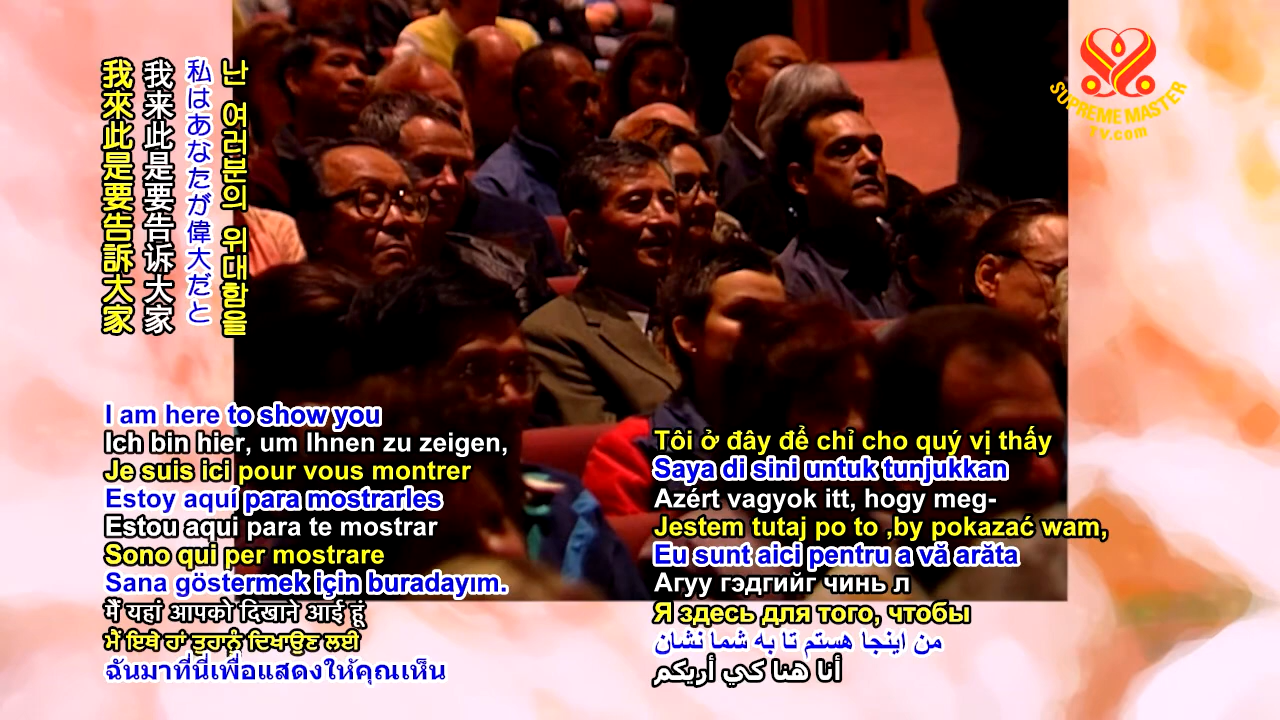 我來此是要告訴大家
我来此是要告诉大家
私はあなたが偉大だと
난 여러분의 위대함을
SUPREME MASTER
TV.com
I am here to show you
Ich bin hier, um Ihnen zu zeigen,
Je suis ici pour vous montrer
Estoy aquí para mostrarles
Estou aqui para te mostrar
Sono qui per mostrare
Sana göstermek için buradayım.
मैं यहां आपको दिखाने आई हूं
ਮੈਂ ਇਥੇ ਹਾਂ ਤੁਹਾਨੂੰ ਦਿਖਾਉਣ ਲਈ
ฉันมาที่นี่เพื่อแสดงให้คุณเห็น
Tôi ở đây để chỉ cho quý vị thấy
Saya di sini untuk tunjukkan
Azért vagyok itt, hogy meg-
Jestem tutaj po to ,by pokazać wam,
Eu sunt aici pentru a vă arăta
Агуу гэдгийг чинь л
Я здесь для того, чтобы
من اينجا هستم تا به شما نشان
أنا هنا كي أريكم